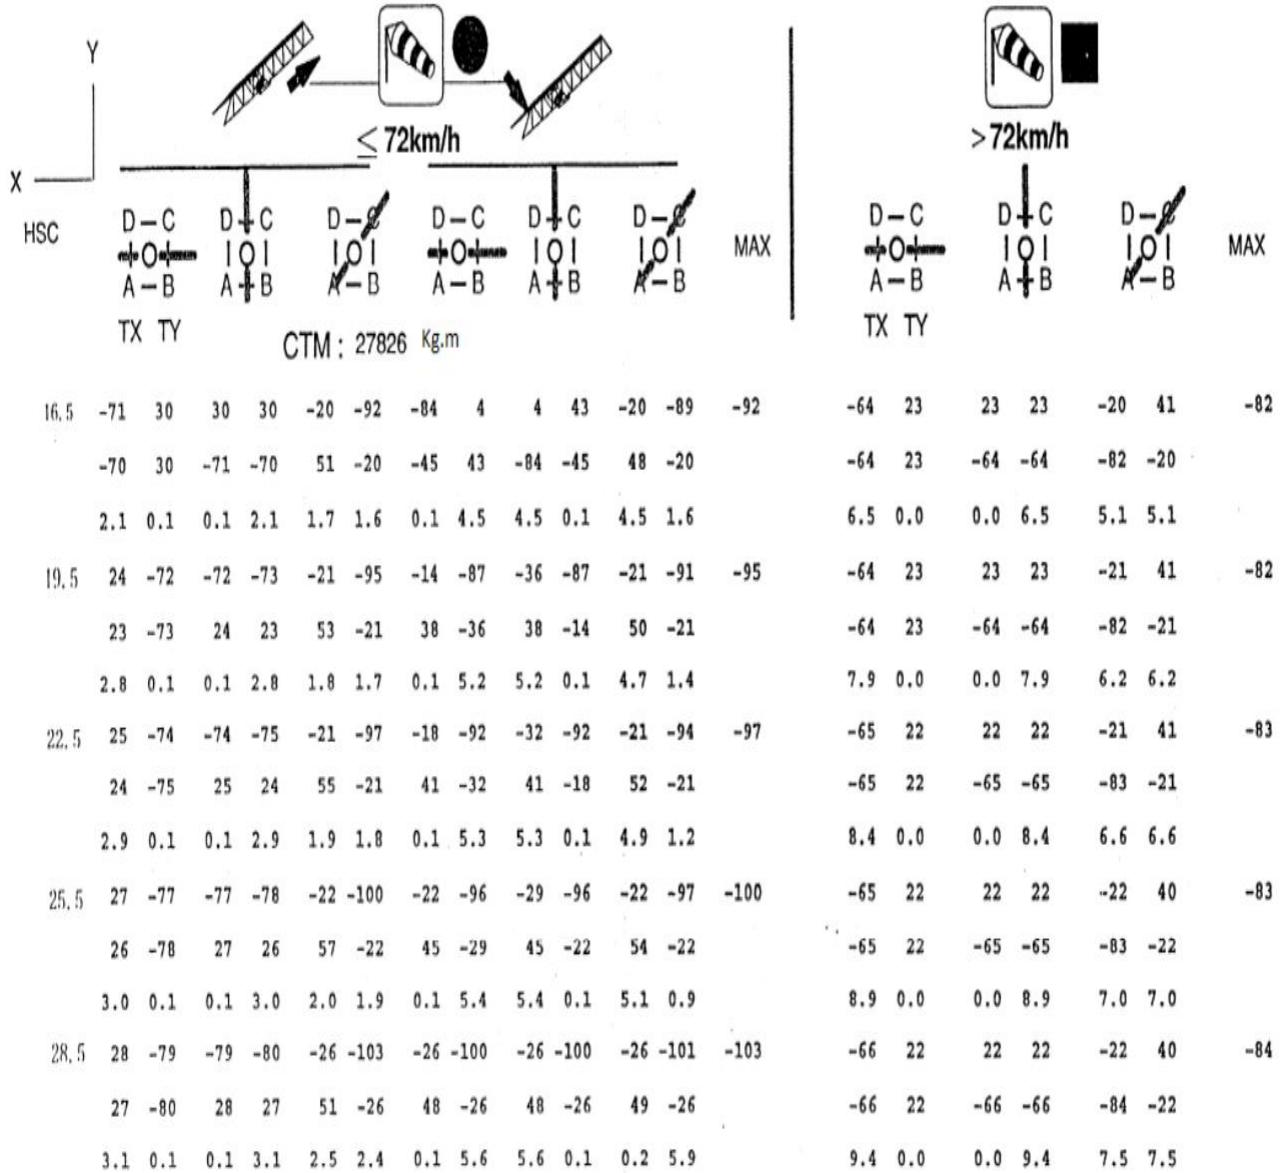 Y
≤ 72km/h
>72km/h
X
HSC
D–C D C D–C D–C D C D–C MAX D–C D C D–C MAX
A–B A B A–B A–B A B A–B A–B A B A–B
TX TY TX TY
CTM : 27826 Kg.m
16.5 -71 30 30 30 -20 -92 -84 4 4 43 -20 -89 -92 -64 23 23 23 -20 41 -82
-70 30 -71 -70 51 -20 -45 43 -84 -45 48 -20 -64 23 -64 -64 -82 -20
2.1 0.1 0.1 2.1 1.7 1.6 0.1 4.5 4.5 0.1 4.5 1.6 6.5 0.0 0.0 6.5 5.1 5.1
19.5 24 -72 -72 -73 -21 -95 -14 -87 -36 -87 -21 -91 -95 -64 23 23 23 -21 41 -82
23 -73 24 23 53 -21 38 -36 38 -14 50 -21 -64 23 -64 -64 -82 -21
2.8 0.1 0.1 2.8 1.8 1.7 0.1 5.2 5.2 0.1 4.7 1.4 7.9 0.0 0.0 7.9 6.2 6.2
22.5 25 -74 -74 -75 -21 -97 -18 -92 -32 -92 -21 -94 -97 -65 22 22 22 -21 41 -83
24 -75 25 24 55 -21 41 -32 41 -18 52 -21 -65 22 -65 -65 -83 -21
2.9 0.1 0.1 2.9 1.9 1.8 0.1 5.3 5.3 0.1 4.9 1.2 8.4 0.0 0.0 8.4 6.6 6.6
25.5 27 -77 -77 -78 -22 -100 -22 -96 -29 -96 -22 -97 -100 -65 22 22 22 -22 40 -83
26 -78 27 26 57 -22 45 -29 45 -22 54 -22 -65 22 -65 -65 -83 -22
3.0 0.1 0.1 3.0 2.0 1.9 0.1 5.4 5.4 0.1 5.1 0.9 8.9 0.0 0.0 8.9 7.0 7.0
28.5 28 -79 -79 -80 -26 -103 -26 -100 -26 -100 -26 -101 -103 -66 22 22 22 -22 40 -84
27 -80 28 27 51 -26 48 -26 48 -26 49 -26 -66 22 -66 -66 -84 -22
3.1 0.1 0.1 3.1 2.5 2.4 0.1 5.6 5.6 0.1 0.2 5.9 9.4 0.0 0.0 9.4 7.5 7.5